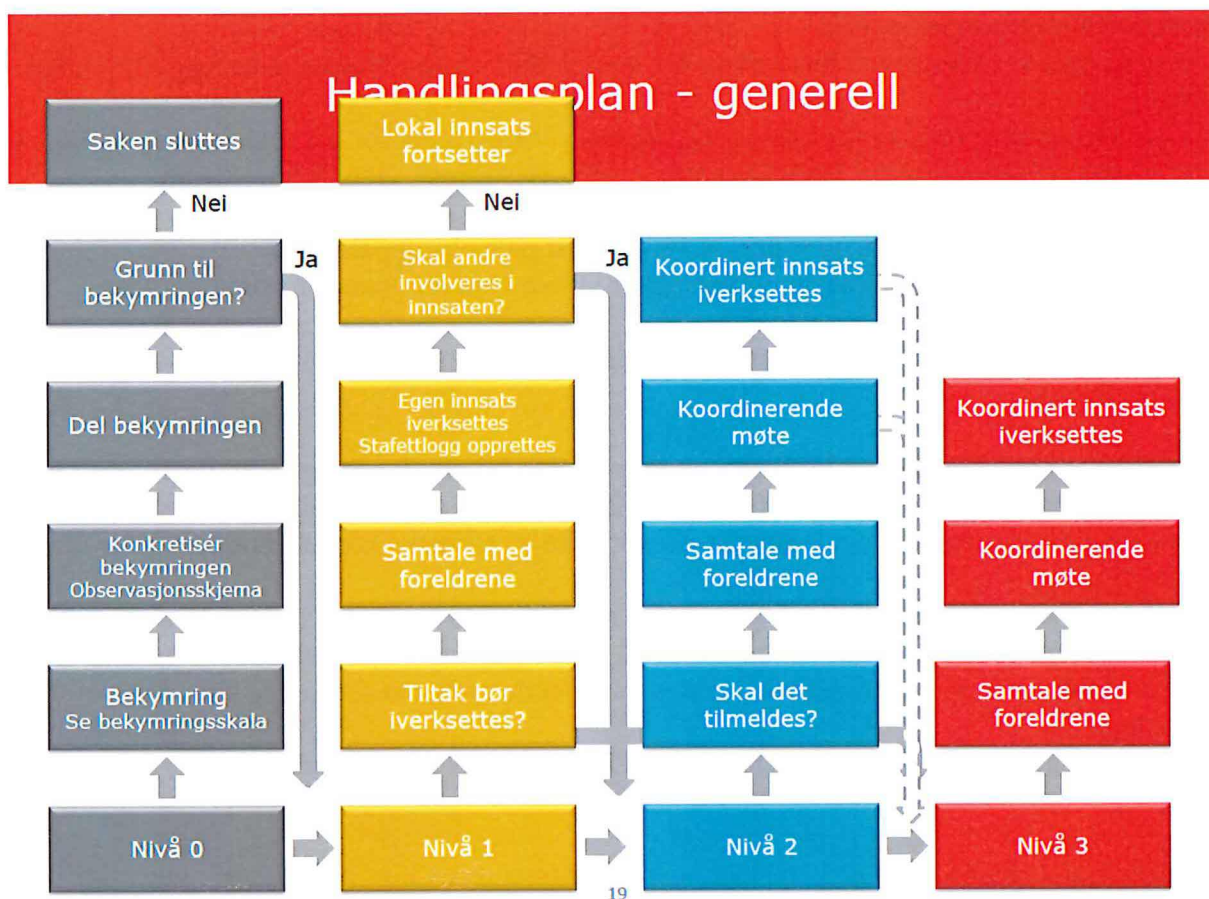 Handlingsplan - generell
Saken sluttes
Lokal innsats
fortsetter
Nei
Nei
Grunn til
bekymringen?
Ja
Skal andre
involveres i
innsaten?
Ja
Koordinert innsats
iverksettes
Del bekymringen
Egen innsats
iverksettes
Stafettlogg opprettes
Koordinerende
møte
Koordinert innsats
iverksettes
Konkretisér
bekymringen
Observasjonsskjema
Samtale med
foreldrene
Samtale med
foreldrene
Koordinerende
møte
Bekymring
Se bekymringsskala
Tiltak bør
iverksettes?
Skal det
tilmeldes?
Samtale med
foreldrene
Nivå 0
Nivå 1
Nivå 2
Nivå 3
19